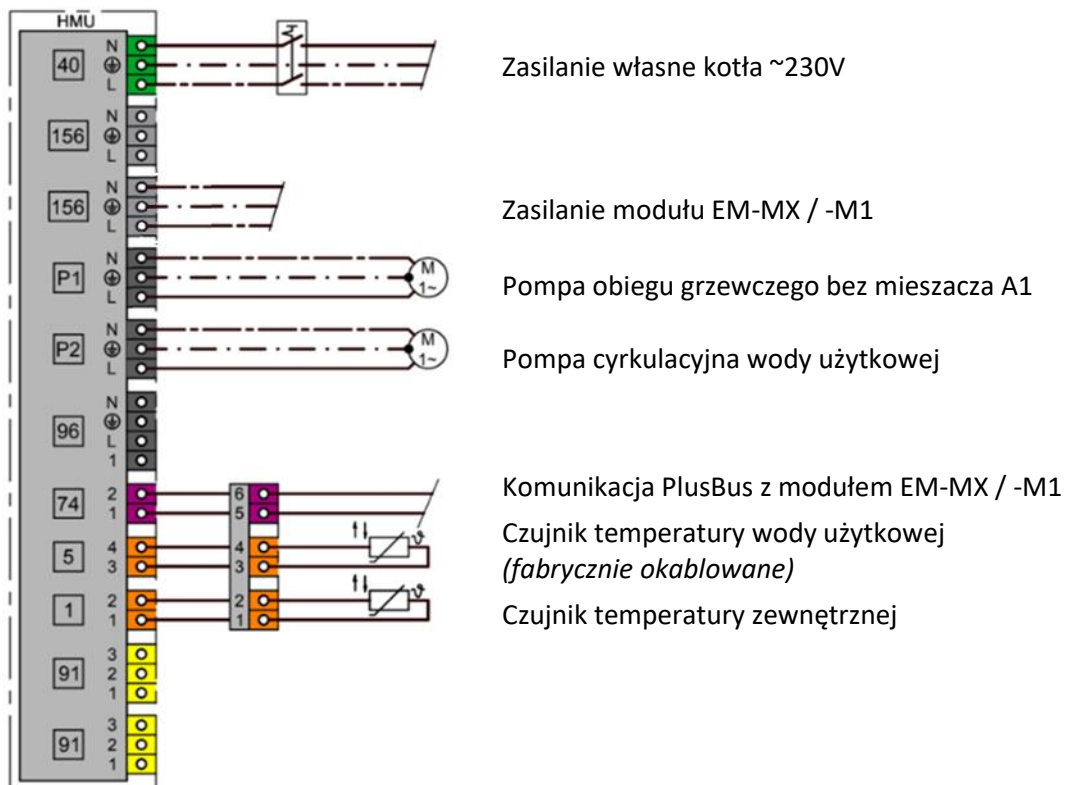 HMU
40 N L Zasilanie własne kotła ~230V
156 N L
156 N L Zasilanie modułu EM-MX / -M1
P1 N L M 1~ Pompa obiegu grzewczego bez mieszacza A1
P2 N L M 1~ Pompa cyrkulacyjna wody użytkowej
96 N L 1
74 2 1 6 5 Komunikacja PlusBus z modułem EM-MX / -M1
5 4 3 4 3 ϑ Czujnik temperatury wody użytkowej
(fabrycznie okablowane)
1 2 1 2 1 ϑ Czujnik temperatury zewnętrznej
91 3 2 1
91 3 2 1